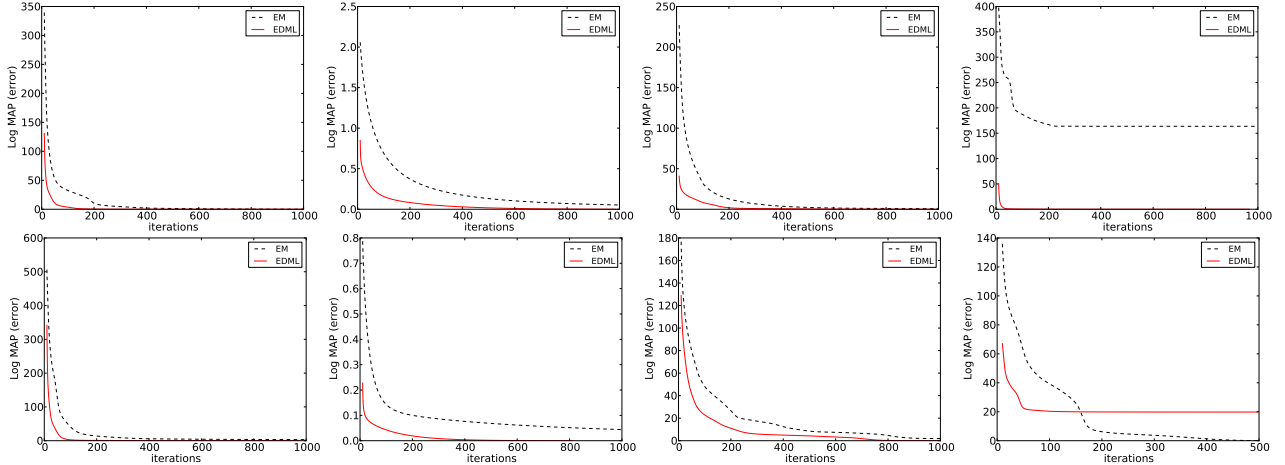 350
300
250
200
150
100
50
0
Log MAP (error)
0 200 400 600 800 1000
iterations
EM
EDML
2.5
2.0
1.5
1.0
0.5
0.0
Log MAP (error)
0 200 400 600 800 1000
iterations
EM
EDML
250
200
150
100
50
0
Log MAP (error)
0 200 400 600 800 1000
iterations
EM
EDML
400
350
300
250
200
150
100
50
0
Log MAP (error)
0 200 400 600 800 1000
iterations
EM
EDML
600
500
400
300
200
100
0
Log MAP (error)
0 200 400 600 800 1000
iterations
EM
EDML
0.8
0.7
0.6
0.5
0.4
0.3
0.2
0.1
0.0
Log MAP (error)
0 200 400 600 800 1000
iterations
EM
EDML
180
160
140
120
100
80
60
40
20
0
Log MAP (error)
0 200 400 600 800 1000
iterations
EM
EDML
140
120
100
80
60
40
20
0
Log MAP (error)
0 100 200 300 400 500
iterations
EM
EDML